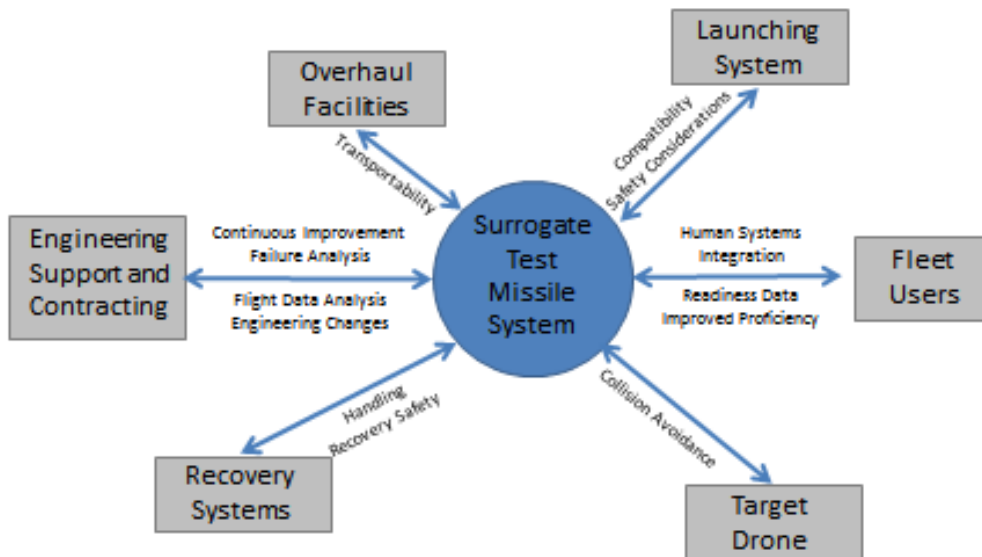 Launching
System
Overhaul
Facilities
Compatibility
Safety Considerations
Transportability
Engineering
Support and
Contracting
Continuous Improvement
Failure Analysis
Flight Data Analysis
Engineering Changes
Surrogate
Test
Missile
System
Human Systems
Integration
Readiness Data
Improved Proficiency
Fleet
Users
Handling
Recovery Safety
Collision Avoidance
Recovery
Systems
Target
Drone